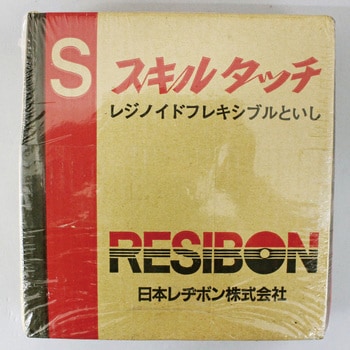 S
スキルタッチ
レジノイドフレキシブルといし
RESIBON
日本レヂボン株式会社